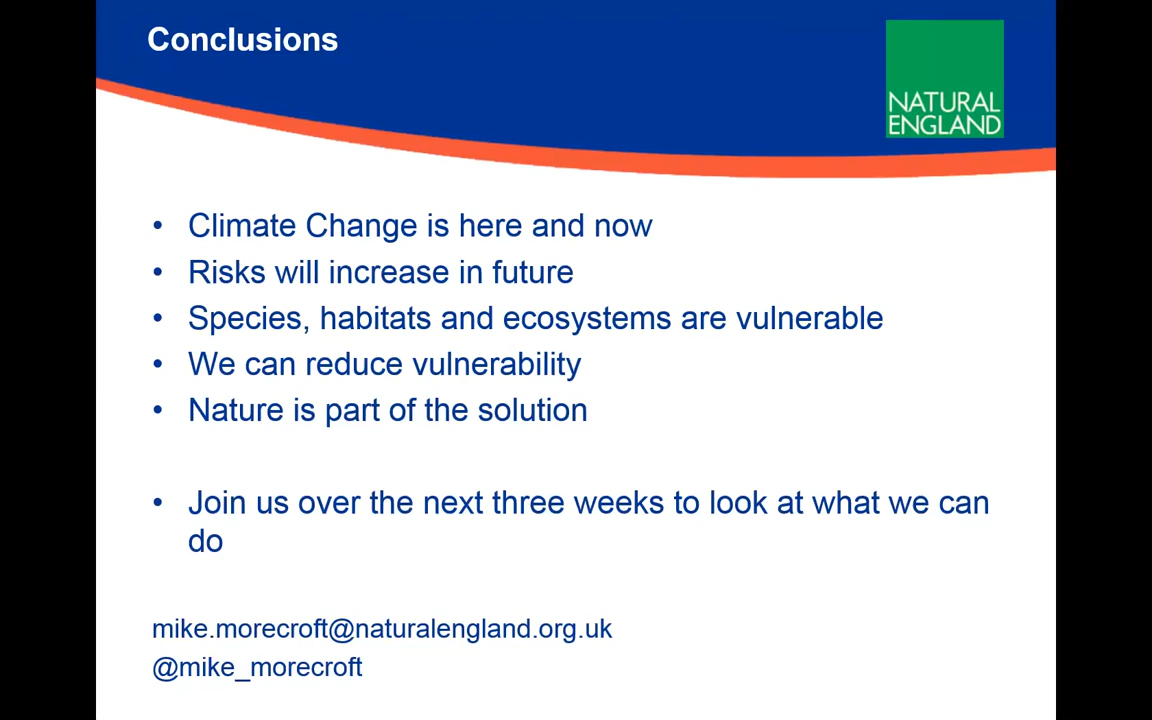 Conclusions
NATURAL
ENGLAND
• Climate Change is here and now
• Risks will increase in future
• Species, habitats and ecosystems are vulnerable
• We can reduce vulnerability
• Nature is part of the solution
• Join us over the next three weeks to look at what we can
do
mike.morecroft@naturalengland.org.uk
@mike_morecroft